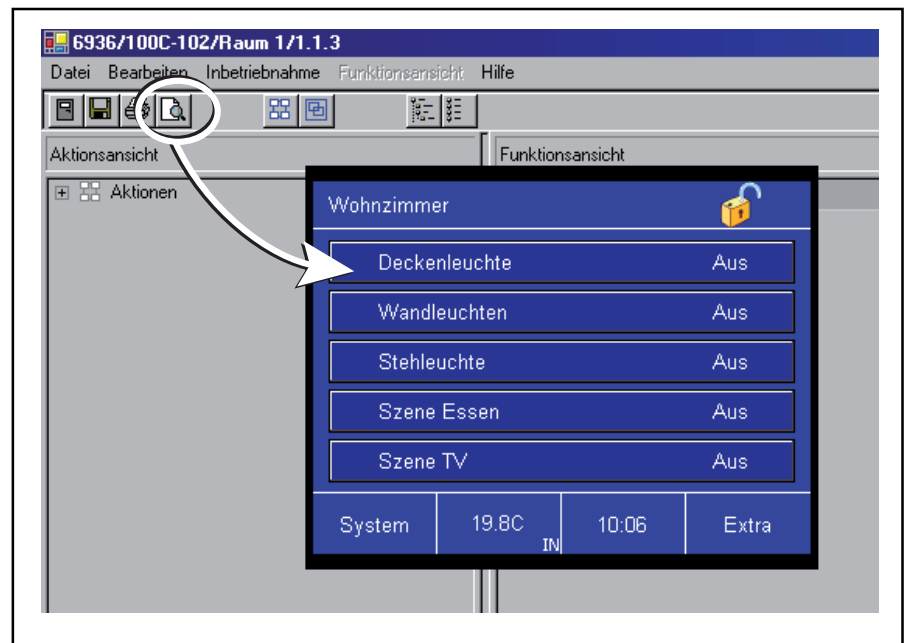 6936/100C-102/Raum 1/1.1.3
Datei Bearbeiten Inbetriebnahme Funktionsansicht Hilfe
Aktionsansicht Funktionsansicht
Aktionen
Wohnzimmer
Deckenleuchte Aus
Wandleuchten Aus
Stehleuchte Aus
Szene Essen Aus
Szene TV Aus
System 19.8C IN 10:06 Extra